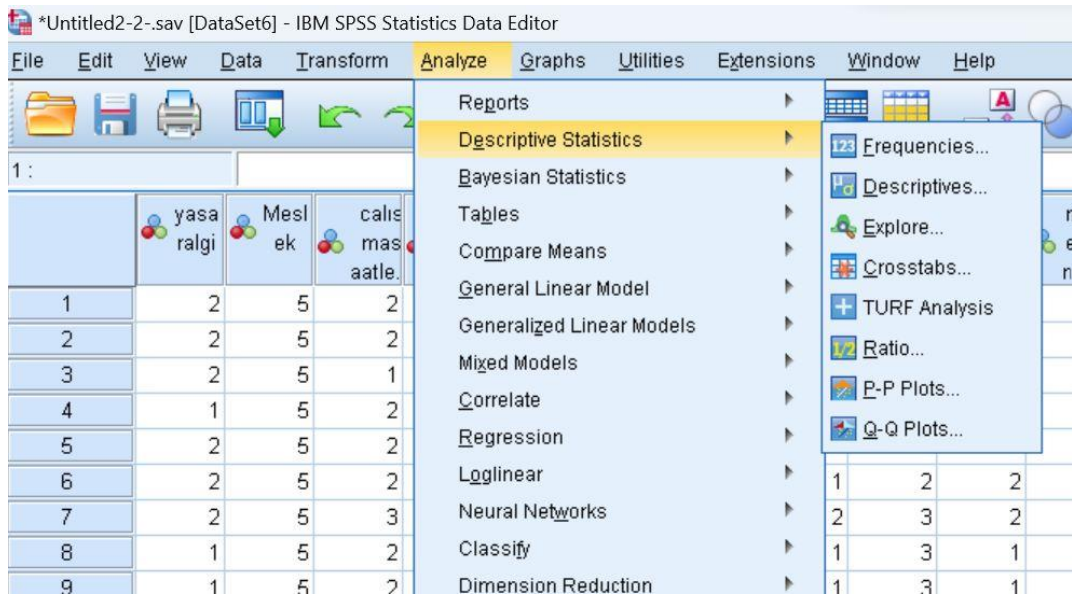 *Untitled2-2-.sav [DataSet6] - IBM SPSS Statistics Data Editor
File Edit View Data Transform Analyze Graphs Utilities Extensions Window Help
Reports
Descriptive Statistics
Bayesian Statistics
Tables
Compare Means
General Linear Model
Generalized Linear Models
Mixed Models
Correlate
Regression
Loglinear
Neural Networks
Classify
Dimension Reduction
123 Frequencies...
Descriptives...
Explore...
Crosstabs...
TURF Analysis
1/2 Ratio...
P-P Plots...
Q-Q Plots...
A
1 :
yasa Mesl calıs
ralgi ek mas
aatle.
1 2 5 2
2 2 5 2
3 2 5 1
4 1 5 2
5 2 5 2
6 2 5 2 1 2 2
7 2 5 3 2 3 2
8 1 5 2 1 3 1
9 1 5 2 1 3 1